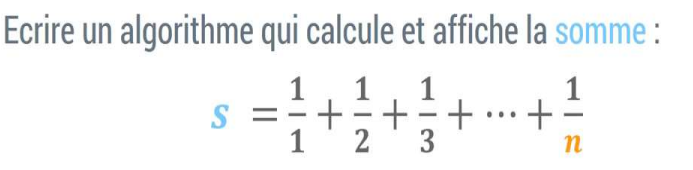 Ecrire un algorithme qui calcule et affiche la somme :
s = 1/1 + 1/2 + 1/3 + ⋯ + 1/n